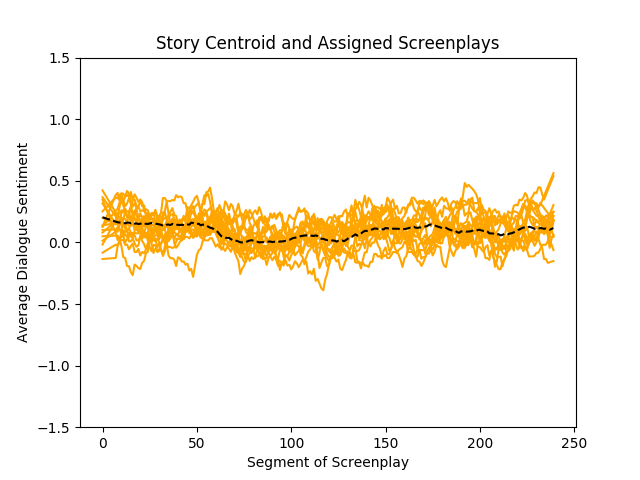 Story Centroid and Assigned Screenplays
1.5
1.0
0.5
0.0
−0.5
−1.0
−1.5
Average Dialogue Sentiment
0 50 100 150 200 250
Segment of Screenplay